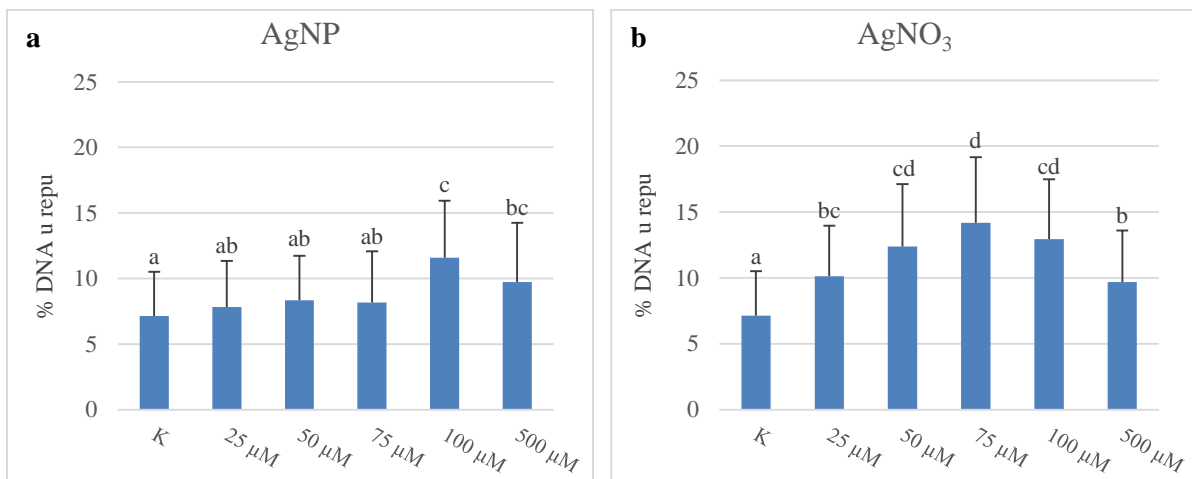 a
AgNP
% DNA u repu
25
20
15
10
5
0
a
ab
ab
ab
c
bc
K
25 µM
50 µM
75 µM
100 µM
500 µM
b
AgNO₃
% DNA u repu
25
20
15
10
5
0
a
bc
cd
d
cd
b
K
25 µM
50 µM
75 µM
100 µM
500 µM